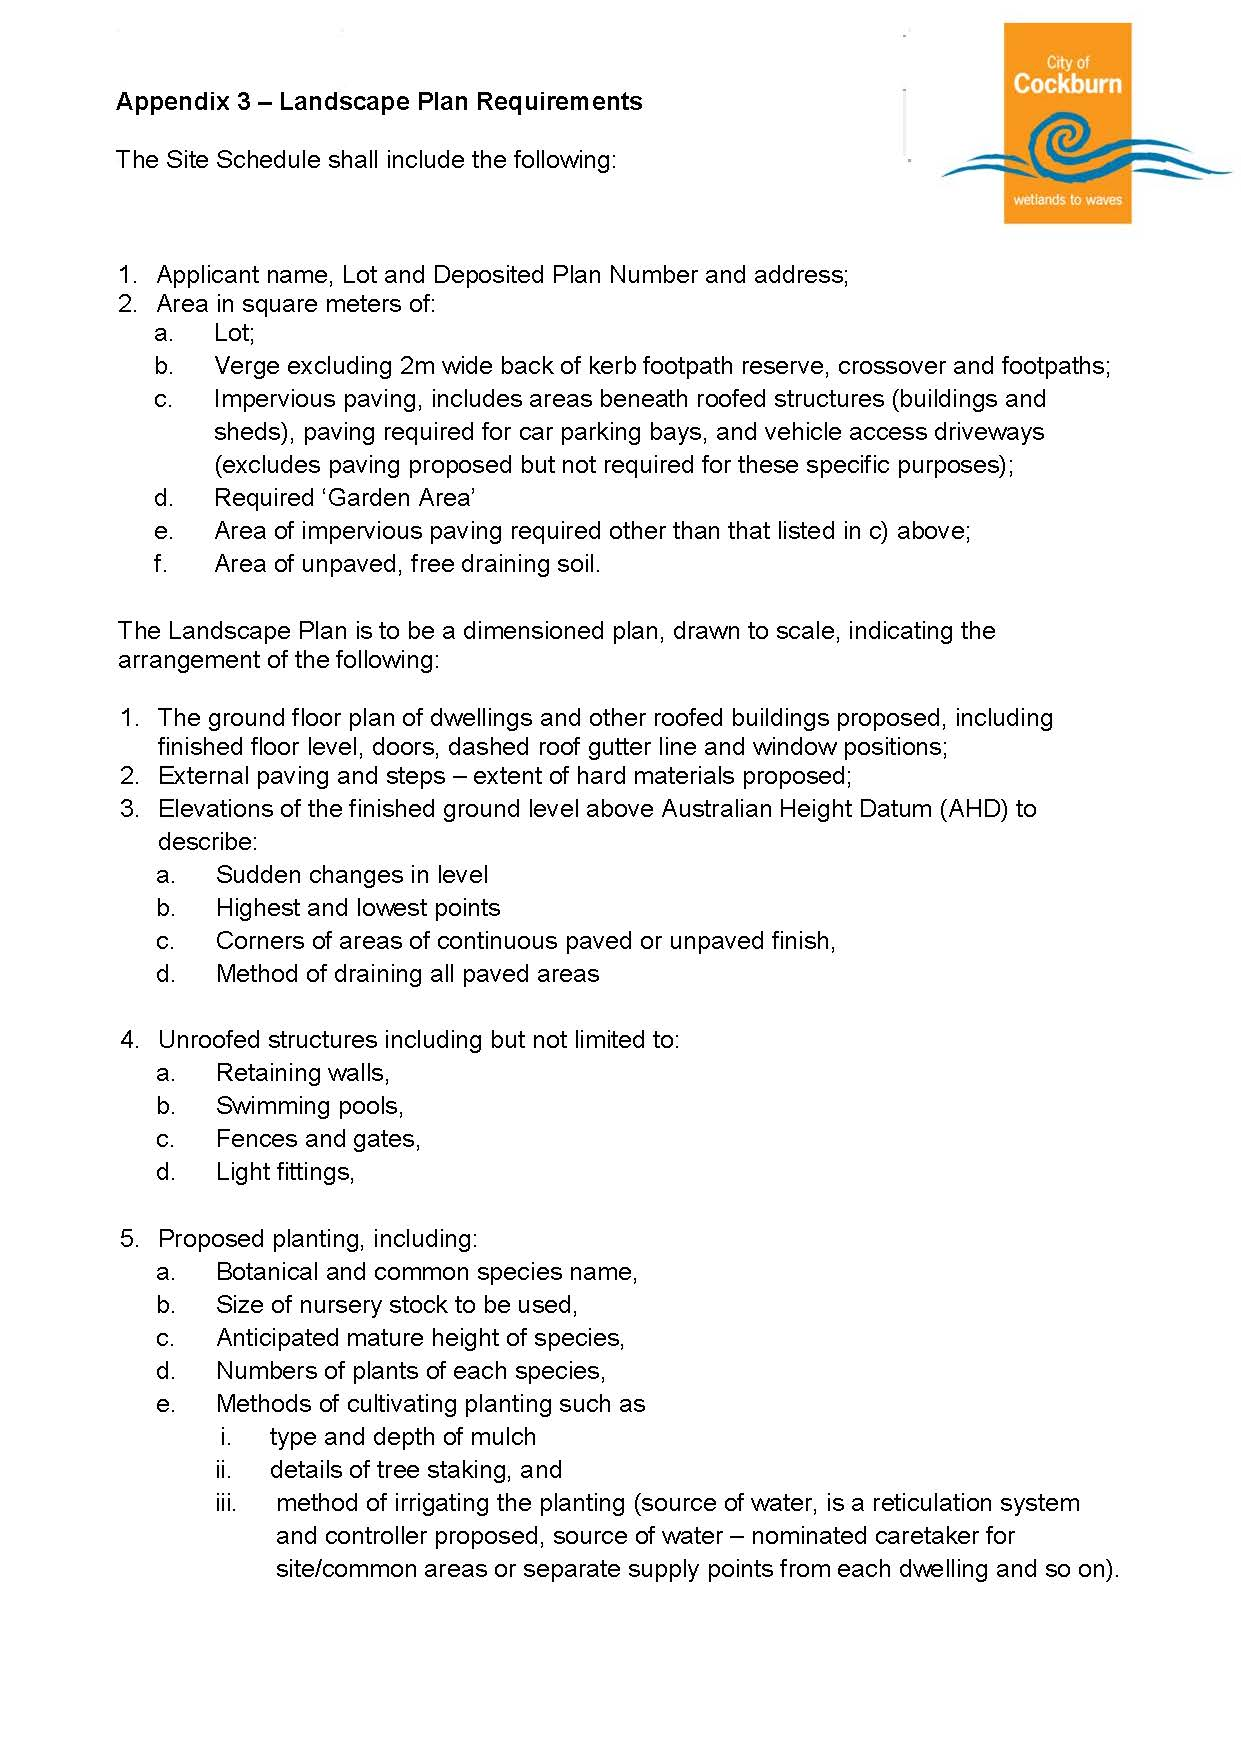 City of
Cockburn
wetlands to waves
Appendix 3 – Landscape Plan Requirements
The Site Schedule shall include the following:
1. Applicant name, Lot and Deposited Plan Number and address;
2. Area in square meters of:
a. Lot;
b. Verge excluding 2m wide back of kerb footpath reserve, crossover and footpaths;
c. Impervious paving, includes areas beneath roofed structures (buildings and
sheds), paving required for car parking bays, and vehicle access driveways
(excludes paving proposed but not required for these specific purposes);
d. Required ‘Garden Area’
e. Area of impervious paving required other than that listed in c) above;
f. Area of unpaved, free draining soil.
The Landscape Plan is to be a dimensioned plan, drawn to scale, indicating the
arrangement of the following:
1. The ground floor plan of dwellings and other roofed buildings proposed, including
finished floor level, doors, dashed roof gutter line and window positions;
2. External paving and steps – extent of hard materials proposed;
3. Elevations of the finished ground level above Australian Height Datum (AHD) to
describe:
a. Sudden changes in level
b. Highest and lowest points
c. Corners of areas of continuous paved or unpaved finish,
d. Method of draining all paved areas
4. Unroofed structures including but not limited to:
a. Retaining walls,
b. Swimming pools,
c. Fences and gates,
d. Light fittings,
5. Proposed planting, including:
a. Botanical and common species name,
b. Size of nursery stock to be used,
c. Anticipated mature height of species,
d. Numbers of plants of each species,
e. Methods of cultivating planting such as
i. type and depth of mulch
ii. details of tree staking, and
iii. method of irrigating the planting (source of water, is a reticulation system
and controller proposed, source of water – nominated caretaker for
site/common areas or separate supply points from each dwelling and so on).